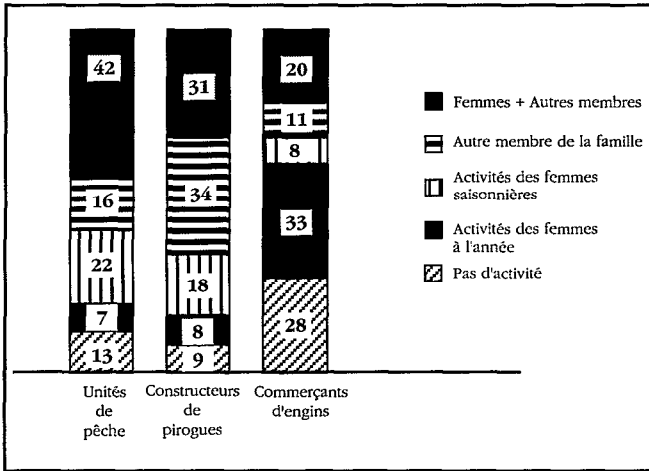 42
31
20
11
8
16
34
33
22
18
7
8
28
13
9
Femmes + Autres membres
Autre membre de la famille
Activités des femmes
saisonnières
Activités des femmes
à l'année
Pas d'activité
Unités
de
pêche
Constructeurs
de
pirogues
Commerçants
d'engins